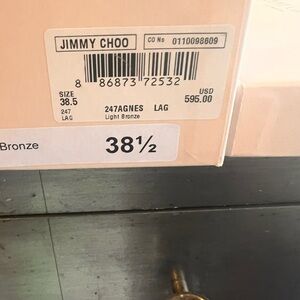 JIMMY CHOO CO No 0110098609
8 86873 72532
SIZE USD
38.5 595.00
247 247AGNES LAG
LAG Light Bronze
Bronze 38½